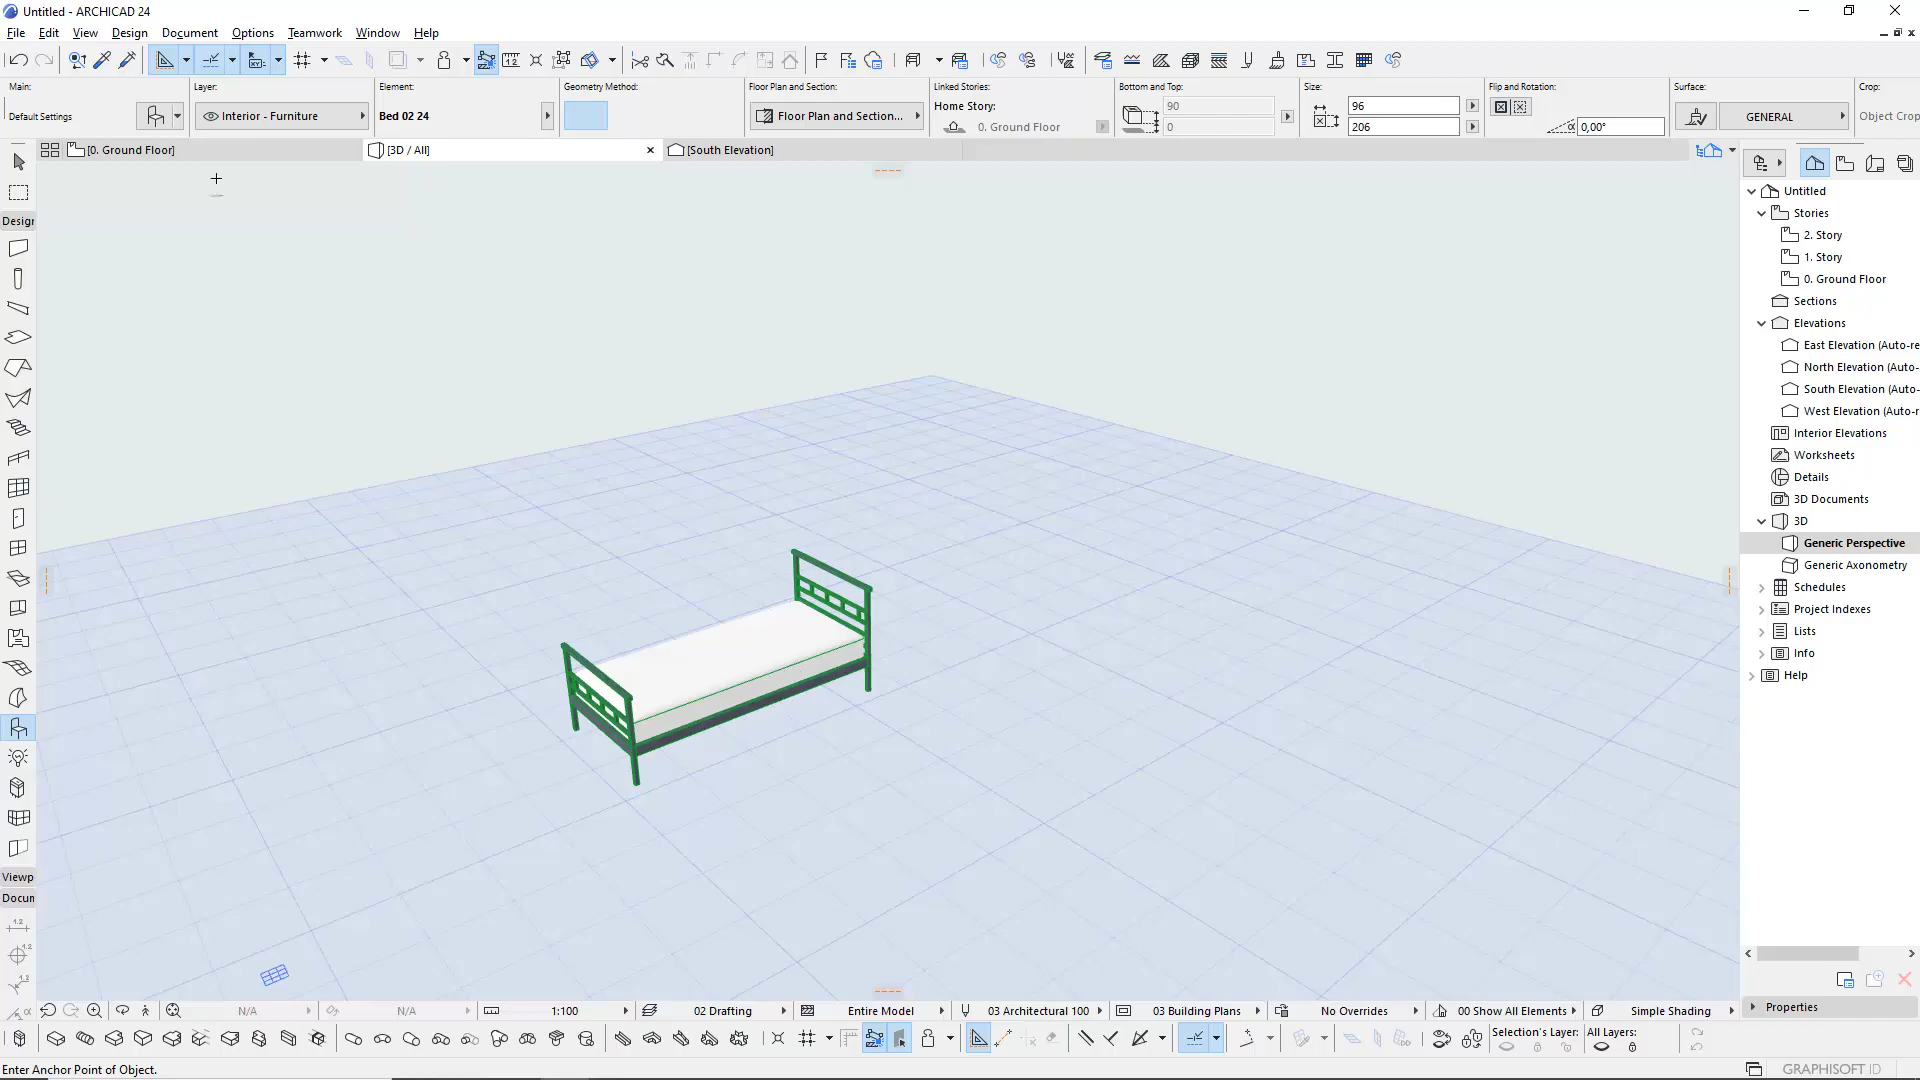 Untitled - ARCHICAD 24
File Edit View Design Document Options Teamwork Window Help
Main: Layer: Element: Geometry Method: Floor Plan and Section: Linked Stories: Bottom and Top: Size: Flip and Rotation: Surface: Crop:
Default Settings Interior - Furniture Bed 02 24 Floor Plan and Section... Home Story: 90 96 GENERAL Object Crop
0. Ground Floor 0 206 0,00°
[0. Ground Floor] [3D / All] [South Elevation]
Design
Untitled
Stories
2. Story
1. Story
0. Ground Floor
Sections
Elevations
East Elevation (Auto-re
North Elevation (Auto-
South Elevation (Auto-
West Elevation (Auto-r
Interior Elevations
Worksheets
Details
3D Documents
3D
Generic Perspective
Generic Axonometry
Schedules
Project Indexes
Lists
Info
Help
Viewp
Docum
Properties
N/A N/A 1:100 02 Drafting Entire Model 03 Architectural 100 03 Building Plans No Overrides 00 Show All Elements Simple Shading
Selection's Layer: All Layers:
Enter Anchor Point of Object.
GRAPHISOFT ID